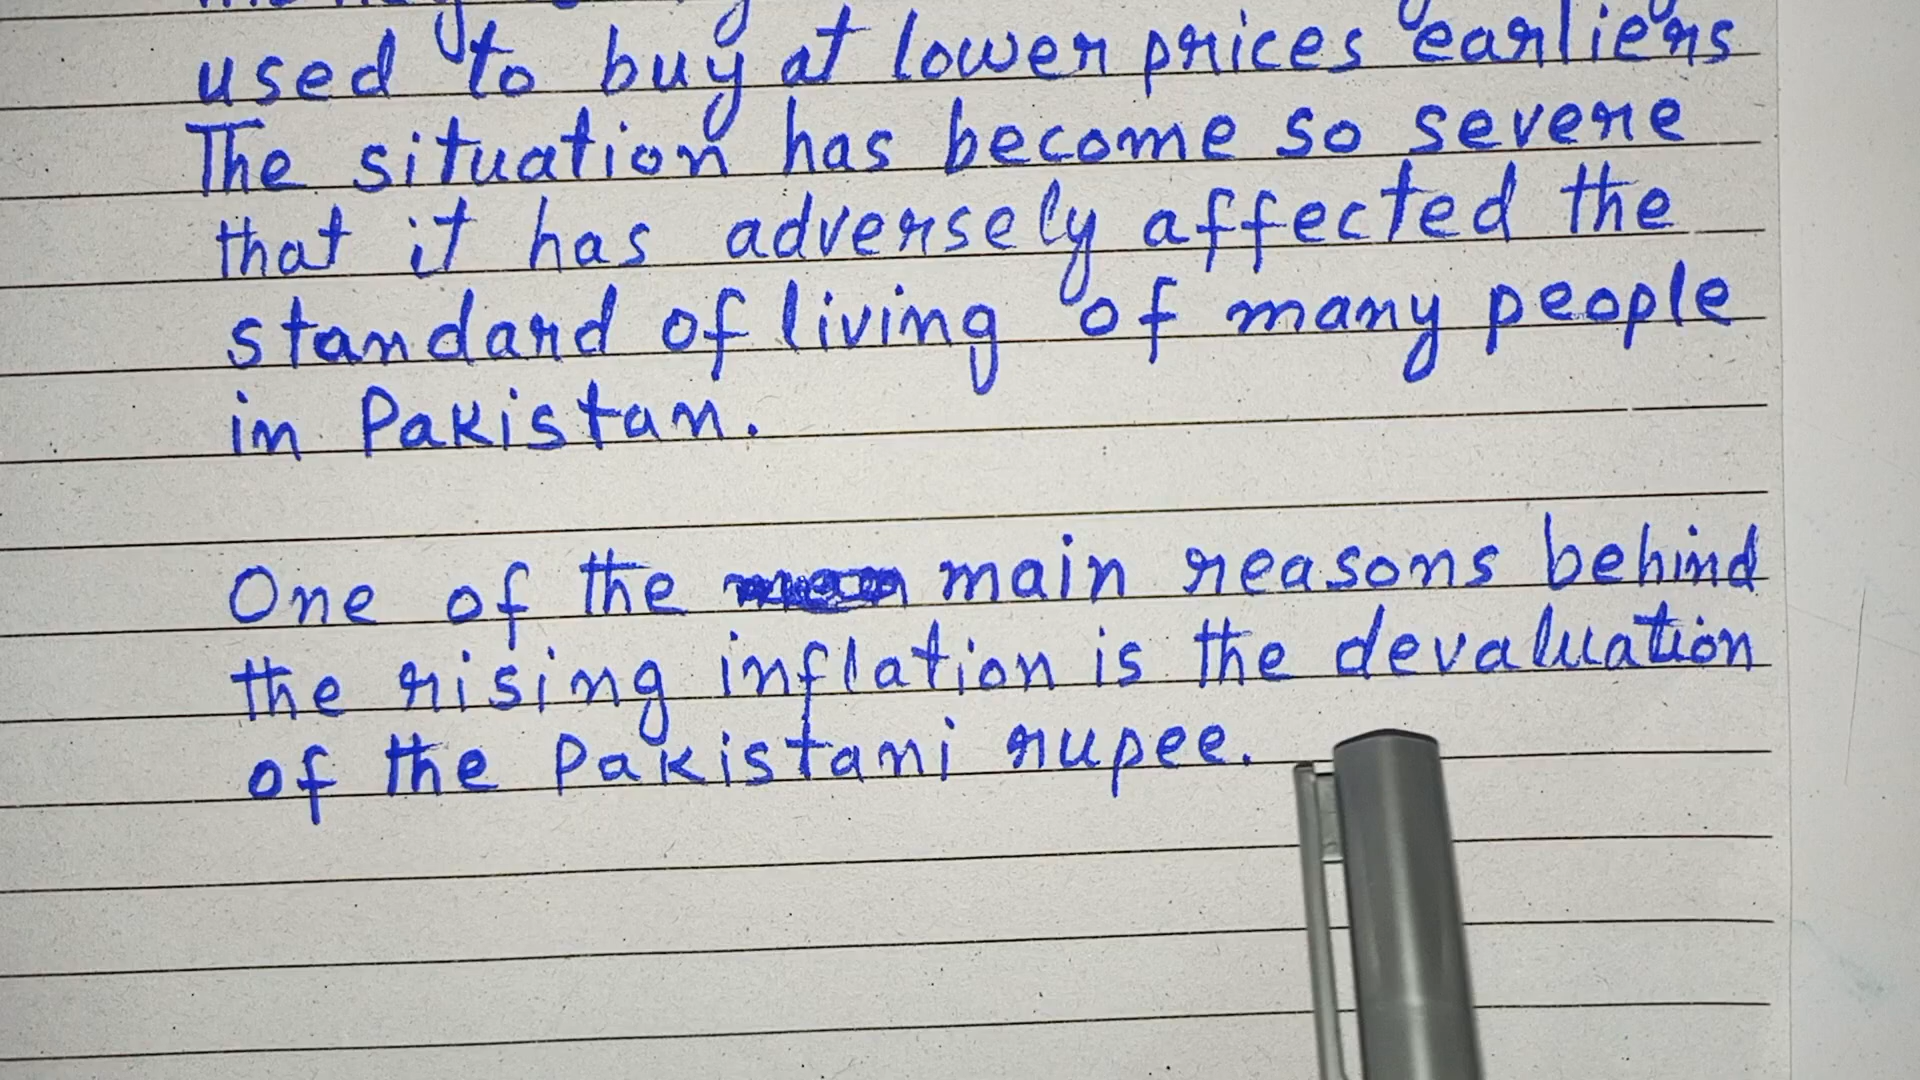 used to buy at lower prices earliers
The situation has become so severe
that it has adversely affected the
standard of living of many people
in Pakistan.
One of the main reasons behind
the rising inflation is the devaluation
of the Pakistani rupee.